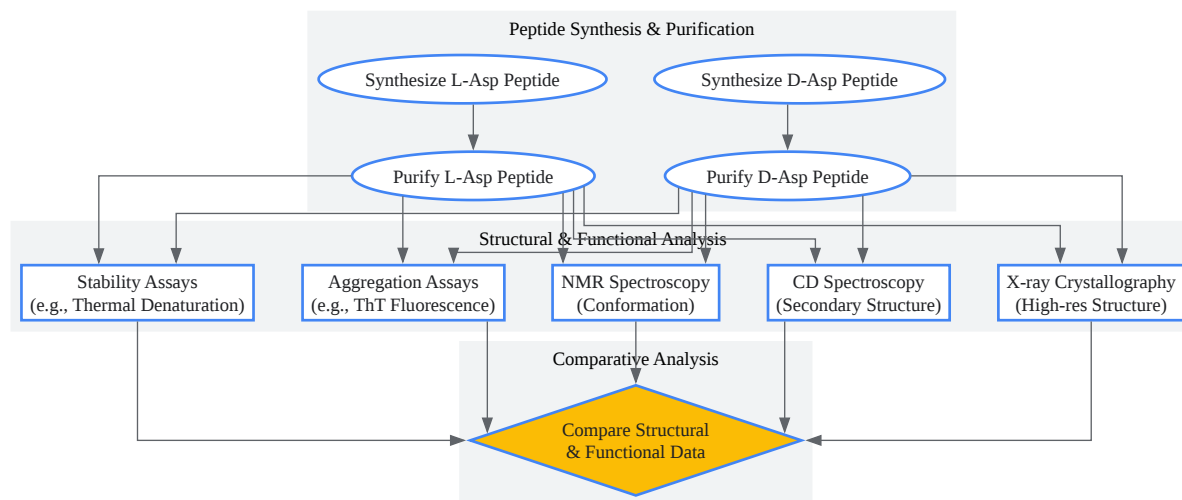 Peptide Synthesis & Purification
Synthesize L-Asp Peptide
Synthesize D-Asp Peptide
Purify L-Asp Peptide
Purify D-Asp Peptide
Structural & Functional Analysis
Stability Assays
(e.g., Thermal Denaturation)
Aggregation Assays
(e.g., ThT Fluorescence)
NMR Spectroscopy
(Conformation)
CD Spectroscopy
(Secondary Structure)
X-ray Crystallography
(High-res Structure)
Comparative Analysis
Compare Structural
& Functional Data